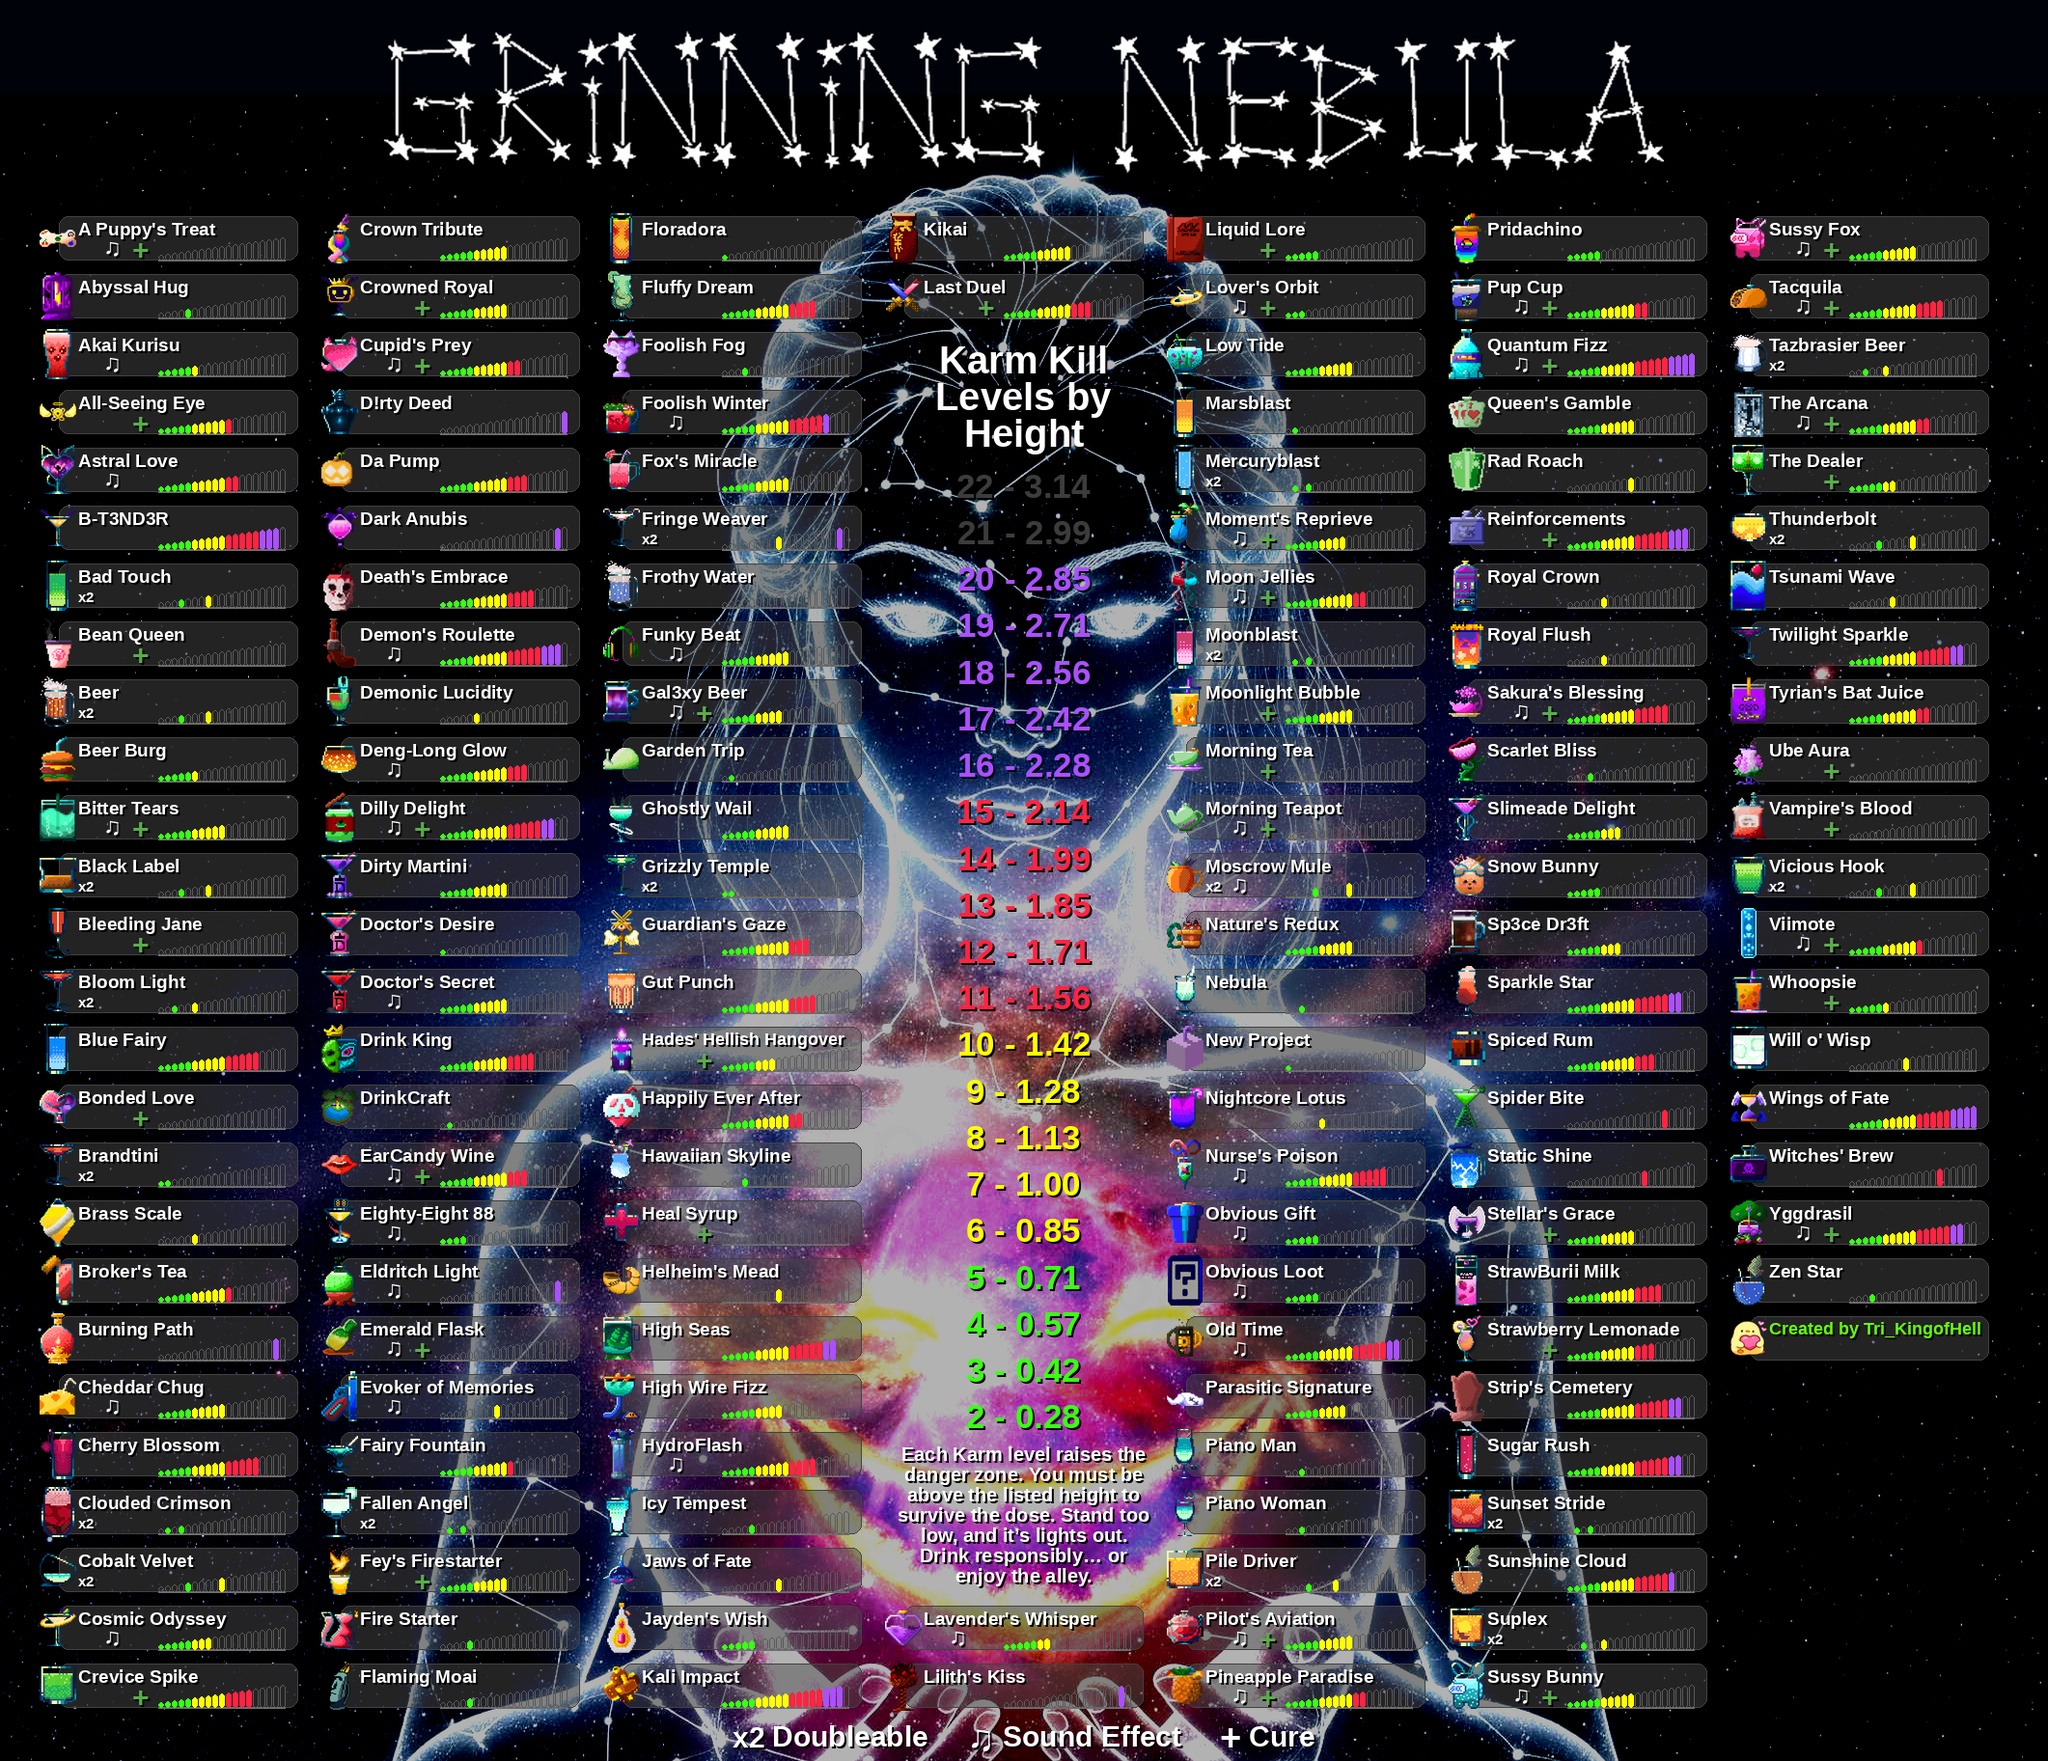 GRiNNiNG NEBULA
A Puppy's Treat
♫ +
Abyssal Hug
Akai Kurisu
♫
All-Seeing Eye
+
Astral Love
♫
B-T3ND3R
Bad Touch
x2
Bean Queen
+
Beer
x2
Beer Burg
Bitter Tears
♫ +
Black Label
x2
Bleeding Jane
+
Bloom Light
x2
Blue Fairy
Bonded Love
+
Brandtini
x2
Brass Scale
Broker's Tea
Burning Path
Cheddar Chug
♫
Cherry Blossom
Clouded Crimson
x2
Cobalt Velvet
x2
Cosmic Odyssey
♫
Crevice Spike
+
Crown Tribute
Crowned Royal
+
Cupid's Prey
♫ +
D!rty Deed
Da Pump
Dark Anubis
Death's Embrace
Demon's Roulette
♫
Demonic Lucidity
Deng-Long Glow
♫
Dilly Delight
♫ +
Dirty Martini
Doctor's Desire
Doctor's Secret
♫
Drink King
DrinkCraft
EarCandy Wine
♫ +
Eighty-Eight 88
♫
Eldritch Light
♫
Emerald Flask
♫ +
Evoker of Memories
♫
Fairy Fountain
Fallen Angel
x2
Fey's Firestarter
+
Fire Starter
Flaming Moai
Floradora
Fluffy Dream
Foolish Fog
Foolish Winter
♫
Fox's Miracle
Fringe Weaver
x2
Frothy Water
Funky Beat
♫
Gal3xy Beer
♫ +
Garden Trip
Ghostly Wail
Grizzly Temple
x2
Guardian's Gaze
Gut Punch
Hades' Hellish Hangover
+
Happily Ever After
Hawaiian Skyline
Heal Syrup
+
Helheim's Mead
High Seas
High Wire Fizz
HydroFlash
♫
Icy Tempest
Jaws of Fate
Jayden's Wish
Kali Impact
Kikai
Last Duel
+
Karm Kill
Levels by
Height
22 - 3.14
21 - 2.99
20 - 2.85
19 - 2.71
18 - 2.56
17 - 2.42
16 - 2.28
15 - 2.14
14 - 1.99
13 - 1.85
12 - 1.71
11 - 1.56
10 - 1.42
9 - 1.28
8 - 1.13
7 - 1.00
6 - 0.85
5 - 0.71
4 - 0.57
3 - 0.42
2 - 0.28
Each Karm level raises the
danger zone. You must be
above the listed height to
survive the dose. Stand too
low, and it's lights out.
Drink responsibly... or
enjoy the alley.
Lavender's Whisper
♫
Lilith's Kiss
Liquid Lore
+
Lover's Orbit
♫ +
Low Tide
Marsblast
Mercuryblast
x2
Moment's Reprieve
♫ +
Moon Jellies
♫ +
Moonblast
x2
Moonlight Bubble
+
Morning Tea
+
Morning Teapot
♫ +
Moscrow Mule
x2 ♫
Nature's Redux
Nebula
New Project
Nightcore Lotus
Nurse's Poison
♫
Obvious Gift
♫
Obvious Loot
♫
Old Time
♫
Parasitic Signature
Piano Man
Piano Woman
Pile Driver
x2
Pilot's Aviation
♫ +
Pineapple Paradise
♫ +
Pridachino
Pup Cup
♫ +
Quantum Fizz
♫ +
Queen's Gamble
Rad Roach
Reinforcements
+
Royal Crown
Royal Flush
Sakura's Blessing
♫ +
Scarlet Bliss
Slimeade Delight
Snow Bunny
Sp3ce Dr3ft
Sparkle Star
Spiced Rum
Spider Bite
Static Shine
Stellar's Grace
+
StrawBurii Milk
Strawberry Lemonade
+
Strip's Cemetery
Sugar Rush
Sunset Stride
x2
Sunshine Cloud
Suplex
x2
Sussy Bunny
♫ +
Sussy Fox
♫ +
Tacquila
♫ +
Tazbrasier Beer
x2
The Arcana
♫ +
The Dealer
+
Thunderbolt
x2
Tsunami Wave
Twilight Sparkle
Tyrian's Bat Juice
Ube Aura
+
Vampire's Blood
+
Vicious Hook
x2
Viimote
♫ +
Whoopsie
+
Will o' Wisp
Wings of Fate
Witches' Brew
Yggdrasil
♫ +
Zen Star
Created by Tri_KingofHell
x2 Doubleable ♫ Sound Effect + Cure